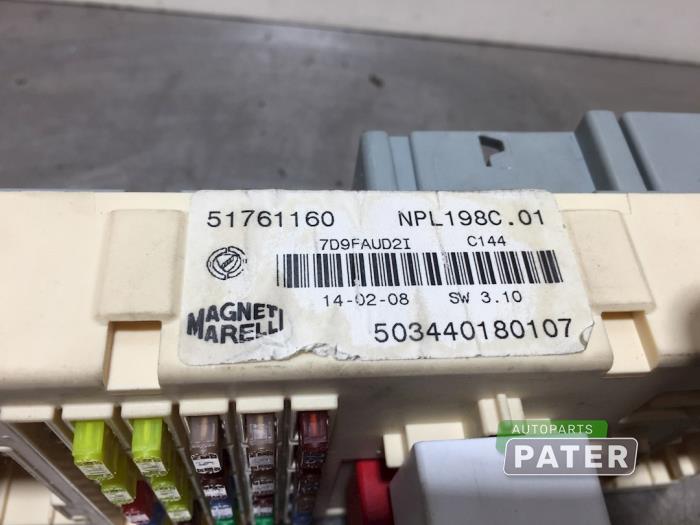 51761160 NPL198C.01
7D9FAUD2I C144
14-02-08 SW 3.10
MAGNETI
MARELLI
503440180107
AUTOPARTS
PATER